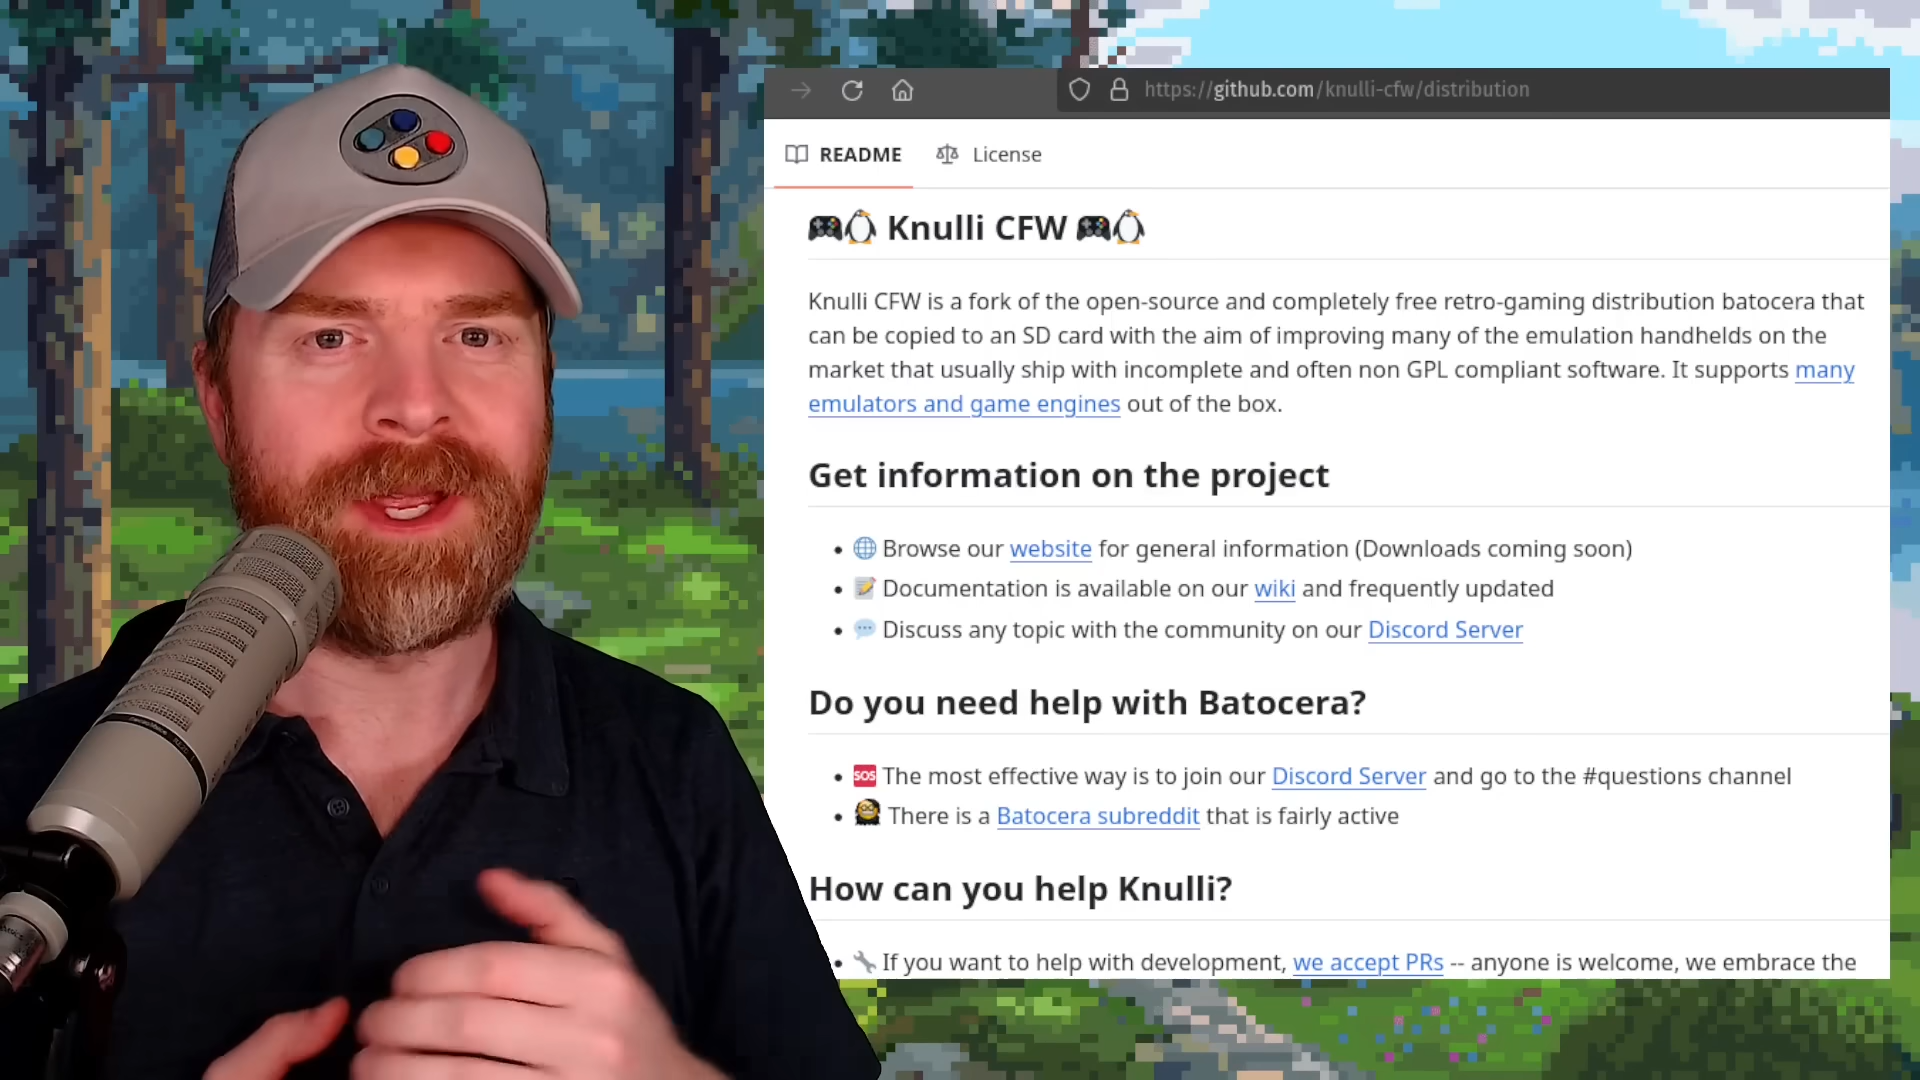 https://github.com/knulli-cfw/distribution
README License
Knulli CFW
Knulli CFW is a fork of the open-source and completely free retro-gaming distribution batocera that
can be copied to an SD card with the aim of improving many of the emulation handhelds on the
market that usually ship with incomplete and often non GPL compliant software. It supports many
emulators and game engines out of the box.
Get information on the project
Browse our website for general information (Downloads coming soon)
Documentation is available on our wiki and frequently updated
Discuss any topic with the community on our Discord Server
Do you need help with Batocera?
SOS The most effective way is to join our Discord Server and go to the #questions channel
There is a Batocera subreddit that is fairly active
How can you help Knulli?
If you want to help with development, we accept PRs -- anyone is welcome, we embrace the